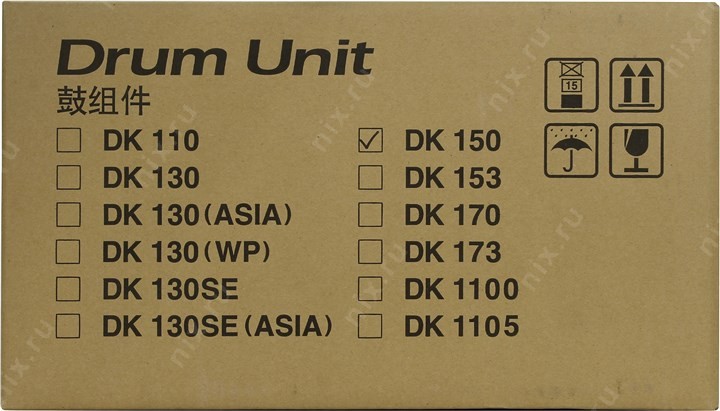 Drum Unit
鼓组件
☐ DK 110
☐ DK 130
☐ DK 130 (ASIA)
☐ DK 130 (WP)
☐ DK 130SE
☐ DK 130SE (ASIA)
☑ DK 150
☐ DK 153
☐ DK 170
☐ DK 173
☐ DK 1100
☐ DK 1105
15
nix.ru